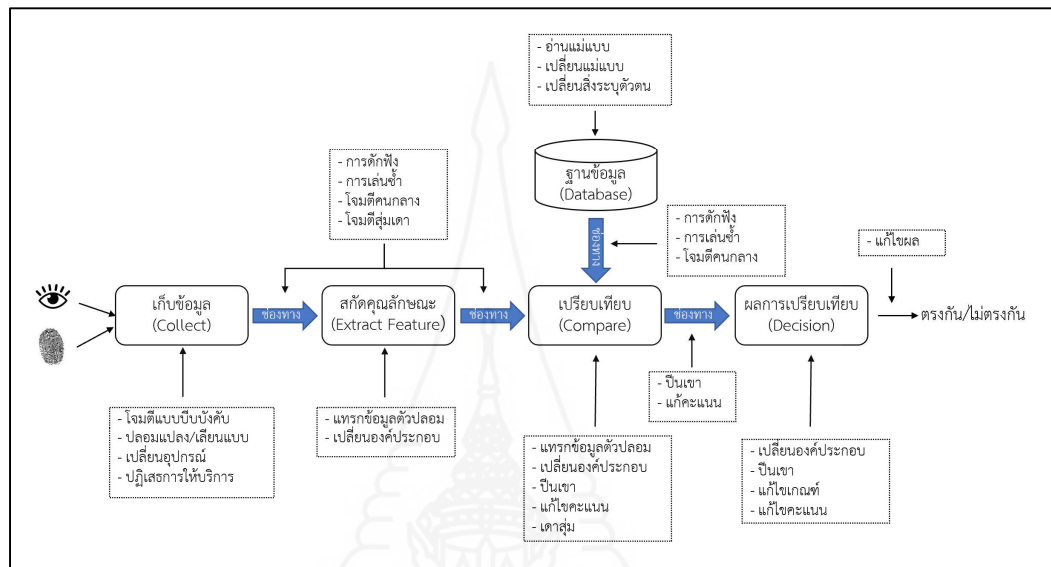 - อ่านแม่แบบ
- เปลี่ยนแม่แบบ
- เปลี่ยนสิ่งระบุตัวตน
ฐานข้อมูล
(Database)
- การดักฟัง
- การเล่นซ้ำ
- โจมตีคนกลาง
- โจมตีสุ่มเดา
ช่องทาง
- การดักฟัง
- การเล่นซ้ำ
- โจมตีคนกลาง
- แก้ไขผล
เก็บข้อมูล
(Collect)
ช่องทาง
สกัดคุณลักษณะ
(Extract Feature)
ช่องทาง
เปรียบเทียบ
(Compare)
ช่องทาง
ผลการเปรียบเทียบ
(Decision)
ตรงกัน/ไม่ตรงกัน
- โจมตีแบบบีบบังคับ
- ปลอมแปลง/เลียนแบบ
- เปลี่ยนอุปกรณ์
- ปฏิเสธการให้บริการ
- แทรกข้อมูลตัวปลอม
- เปลี่ยนองค์ประกอบ
- ปีนเขา
- แก้คะแนน
- แทรกข้อมูลตัวปลอม
- เปลี่ยนองค์ประกอบ
- ปีนเขา
- แก้ไขคะแนน
- เดาสุ่ม
- เปลี่ยนองค์ประกอบ
- ปีนเขา
- แก้ไขเกณฑ์
- แก้ไขคะแนน